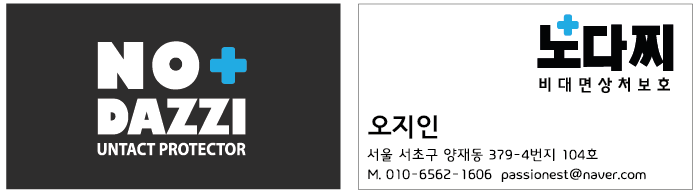 NO+
DAZZI
UNTACT PROTECTOR
노다찌
비대면상처보호
오지인
서울 서초구 양재동 379-4번지 104호
M. 010-6562-1606 passionest@naver.com